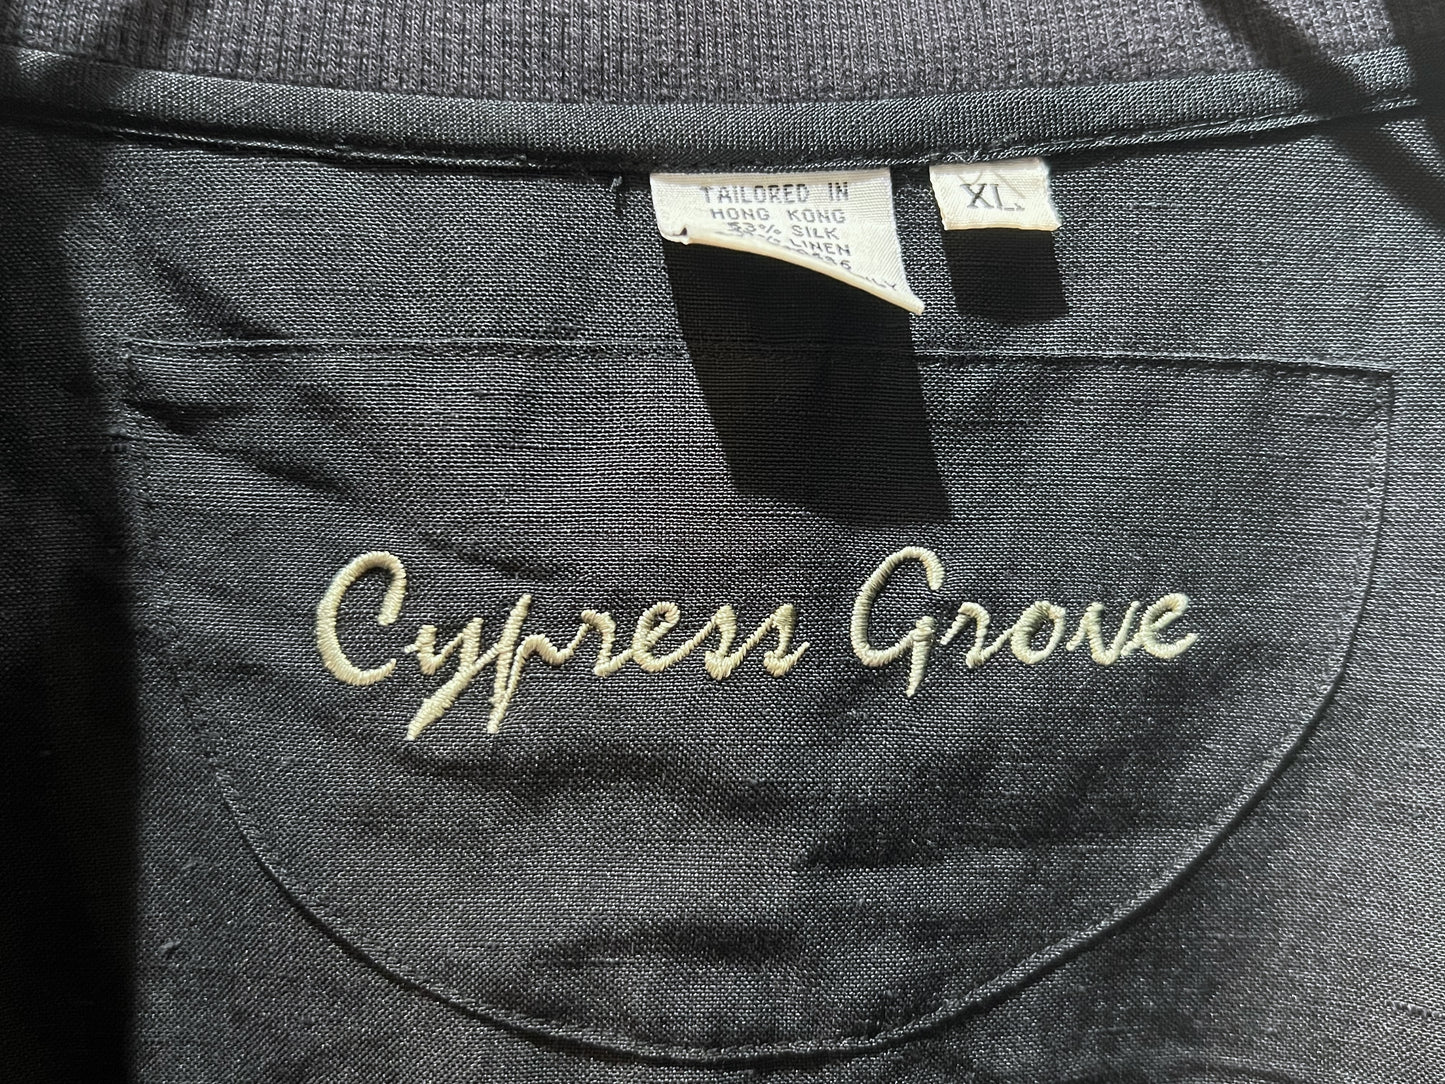 TAILORED IN
HONG KONG
SILK
LINEN
XL
Cypress Grove